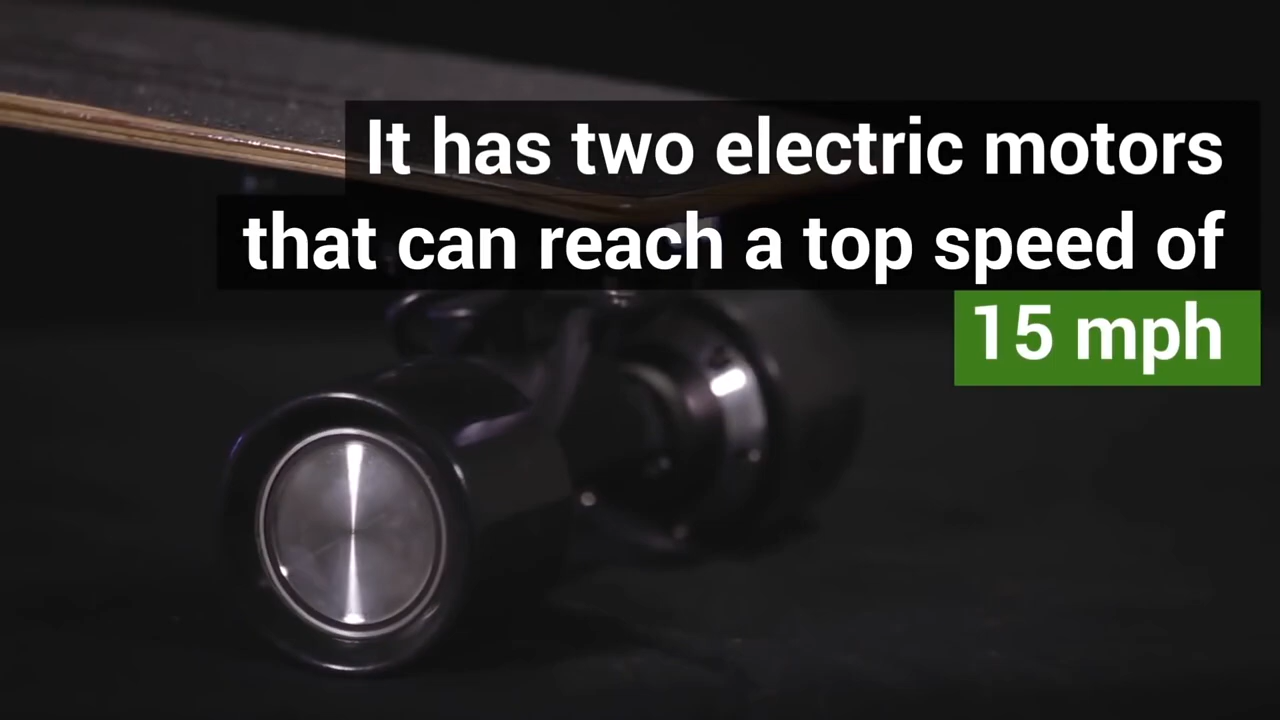 It has two electric motors
that can reach a top speed of
15 mph